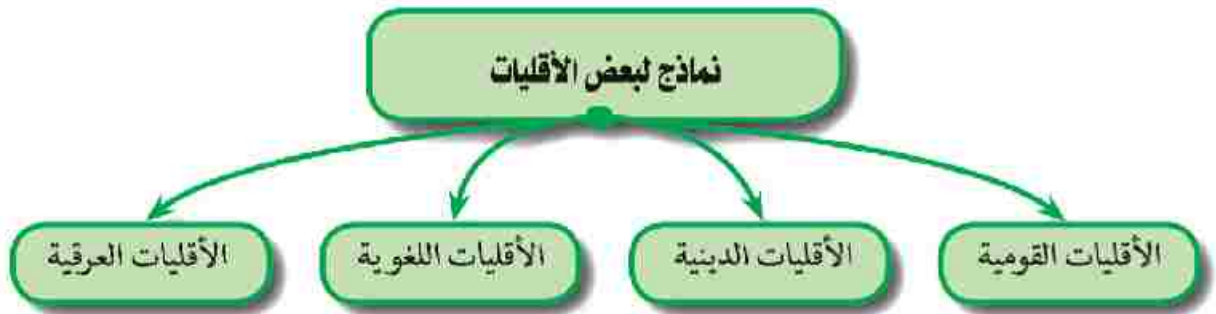 نماذج لبعض الأقليات
الأقليات القومية
الأقليات الدينية
الأقليات اللغوية
الأقليات العرقية